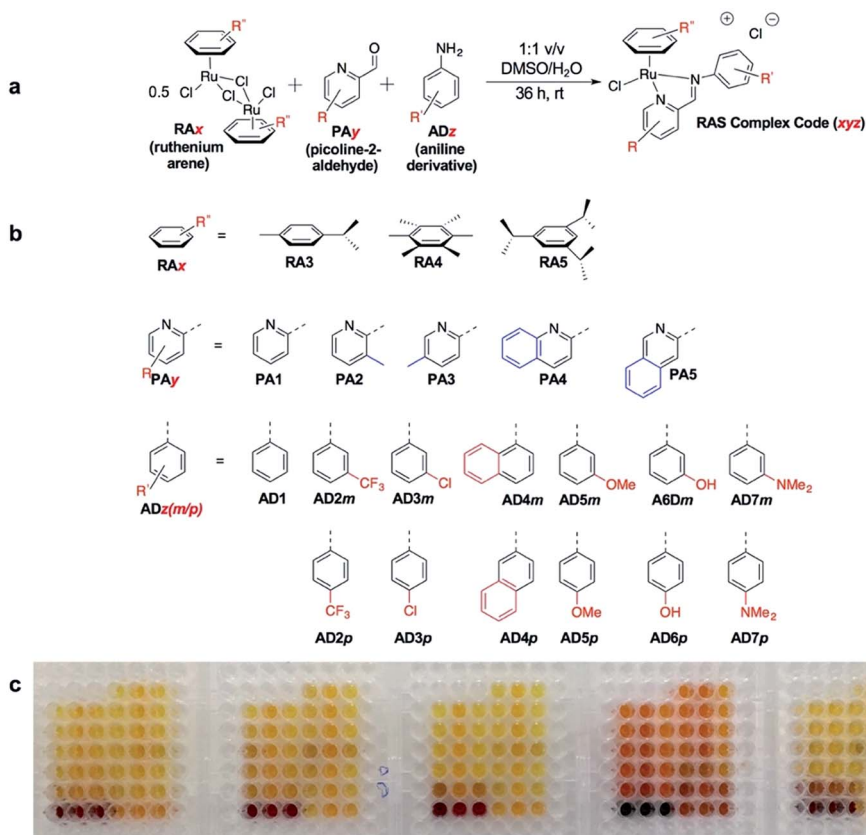 a
R"
Cl
Ru
0.5 Cl
Cl
Cl
Cl
Ru
R"
RAx
(ruthenium
arene)
+
N
O
R
PAy
(picoline-2-
aldehyde)
+
NH2
R'
ADz
(aniline
derivative)
1:1 v/v
DMSO/H2O
36 h, rt
R"
+
Cl −
Ru
Cl
N
N
R'
R
RAS Complex Code (xyz)
b
R"
RAx
=
RA3
RA4
RA5
N
R
PAy
=
N
PA1
N
PA2
N
PA3
N
PA4
N
PA5
R'
ADz(m/p)
=
AD1
CF3
AD2m
Cl
AD3m
AD4m
OMe
AD5m
OH
A6Dm
NMe2
AD7m
CF3
AD2p
Cl
AD3p
AD4p
OMe
AD5p
OH
AD6p
NMe2
AD7p
c